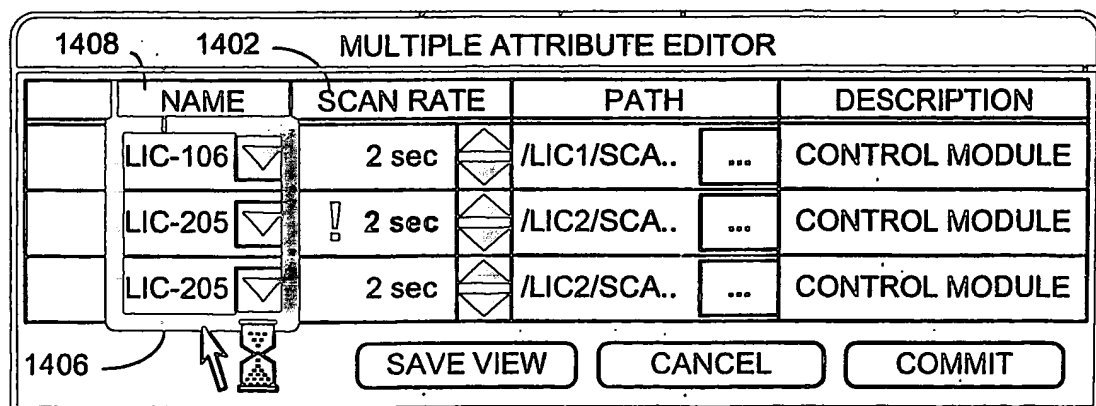 1408 1402 MULTIPLE ATTRIBUTE EDITOR
NAME SCAN RATE PATH DESCRIPTION
LIC-106 2 sec /LIC1/SCA.. ... CONTROL MODULE
LIC-205 ! 2 sec /LIC2/SCA.. ... CONTROL MODULE
LIC-205 2 sec /LIC2/SCA.. ... CONTROL MODULE
1406 SAVE VIEW CANCEL COMMIT